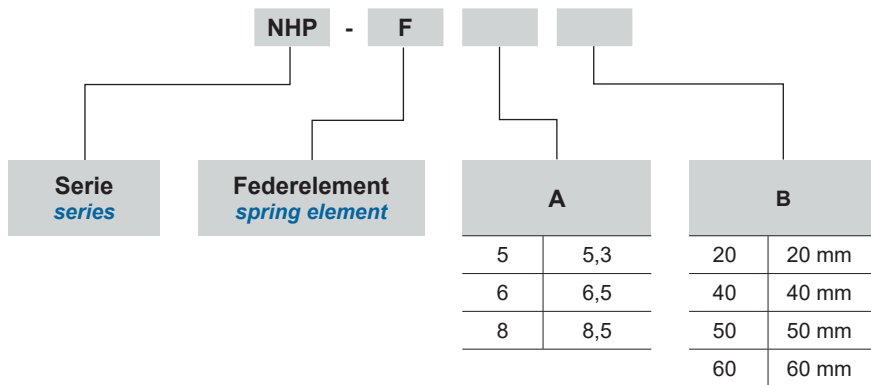 NHP - F
Serie
series
Federelement
spring element
A
B
5 5,3
6 6,5
8 8,5
20 20 mm
40 40 mm
50 50 mm
60 60 mm